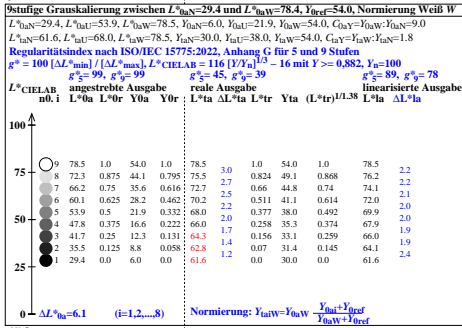 9stufige Grauskalierung zwischen L*0aN=29.4 und L*0aW=78.4, Y0ref=54.0, Normierung Weiß W
L*0aN=29.4, L*0aU=53.9, L*0aW=78.5, Y0aN=6.0, Y0aU=21.9, Y0aW=54.0, C0aY=Y0aW:Y0aN=9.0
L*taN=61.6, L*taU=68.0, L*taW=78.5, YtaN=30.0, YtaU=38.0, YtaW=54.0, CtaY=YtaW:YtaN=1.8
Regularitätsindex nach ISO/IEC 15775:2022, Anhang G für 5 und 9 Stufen
g* = 100 [ΔL*min] / [ΔL*max], L*CIELAB = 116 [Y/Yn]1/3 − 16 mit Y >= 0,882, Yn=100
g*5= 99, g*9= 99 g*5= 45, g*9= 39 g*5= 89, g*9= 78
L*CIELAB angestrebte Ausgabe reale Ausgabe linearisierte Ausgabe
n0. i L*0a L*0r Y0a Y0r L*ta ΔL*ta L*tr Yta (L*tr)1/1.38 L*la ΔL*la
100
9 78.5 1.0 54.0 1.0 78.5 1.0 54.0 1.0 78.5
3.0 2.2
8 72.3 0.875 44.1 0.795 75.5 0.824 49.1 0.868 76.2
2.7 2.2
7 66.2 0.75 35.6 0.616 72.7 0.66 44.8 0.74 74.1
75
2.5 2.1
6 60.1 0.625 28.2 0.462 70.2 0.511 41.1 0.614 72.0
2.2 2.1
5 53.9 0.5 21.9 0.332 68.0 0.377 38.0 0.492 69.9
50
2.0 2.0
4 47.8 0.375 16.6 0.222 66.0 0.258 35.3 0.374 67.9
1.7 1.9
3 41.7 0.25 12.3 0.131 64.3 0.156 33.1 0.259 66.0
1.4 1.9
2 35.5 0.125 8.8 0.058 62.8 0.07 31.4 0.145 64.1
1.2 2.4
25
1 29.4 0.0 6.0 0.0 61.6 0.0 30.0 0.0 61.6
0 ΔL*0a=6.1 (i=1,2,...,8) Normierung: YtaiW=Y0aW Y0ai+Y0ref
Y0aW+Y0ref